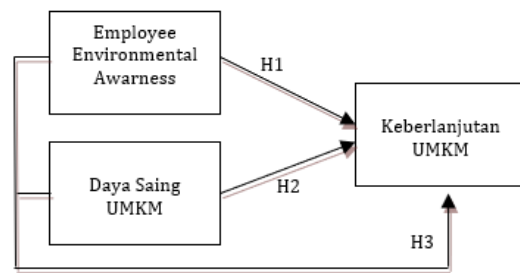 Employee
Environmental
Awarness
H1
Keberlanjutan
UMKM
Daya Saing
UMKM
H2
H3